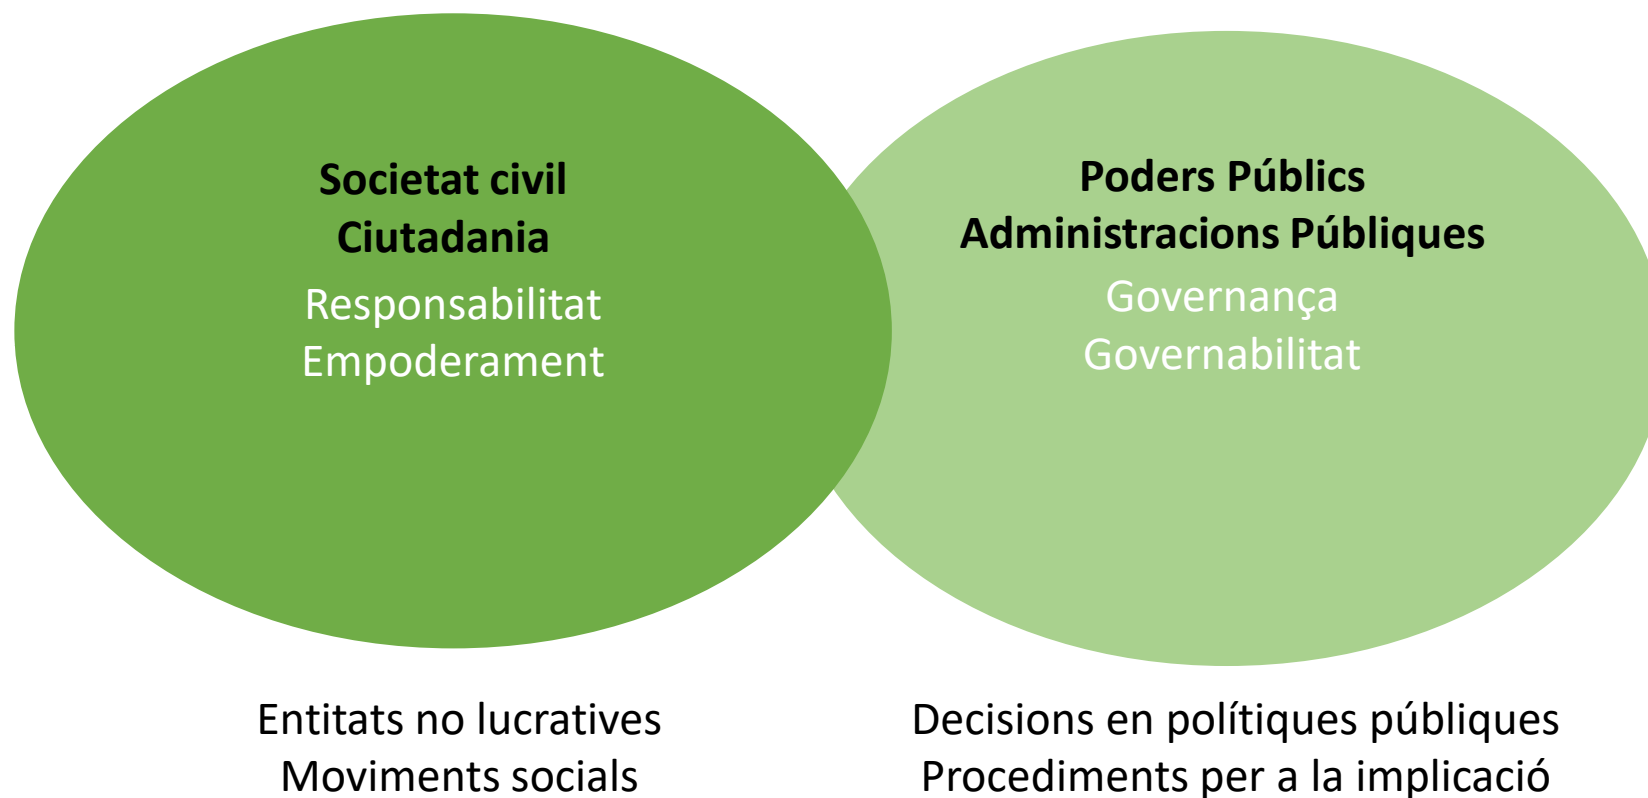 Societat civil
Ciutadania
Responsabilitat
Empoderament
Poders Públics
Administracions Públiques
Governança
Governabilitat
Entitats no lucratives
Moviments socials
Decisions en polítiques públiques
Procediments per a la implicació